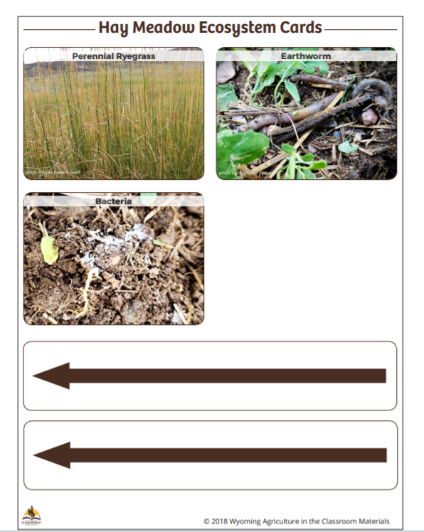 Hay Meadow Ecosystem Cards
Perennial Ryegrass
Earthworm
Bacteria
© 2018 Wyoming Agriculture in the Classroom Materials